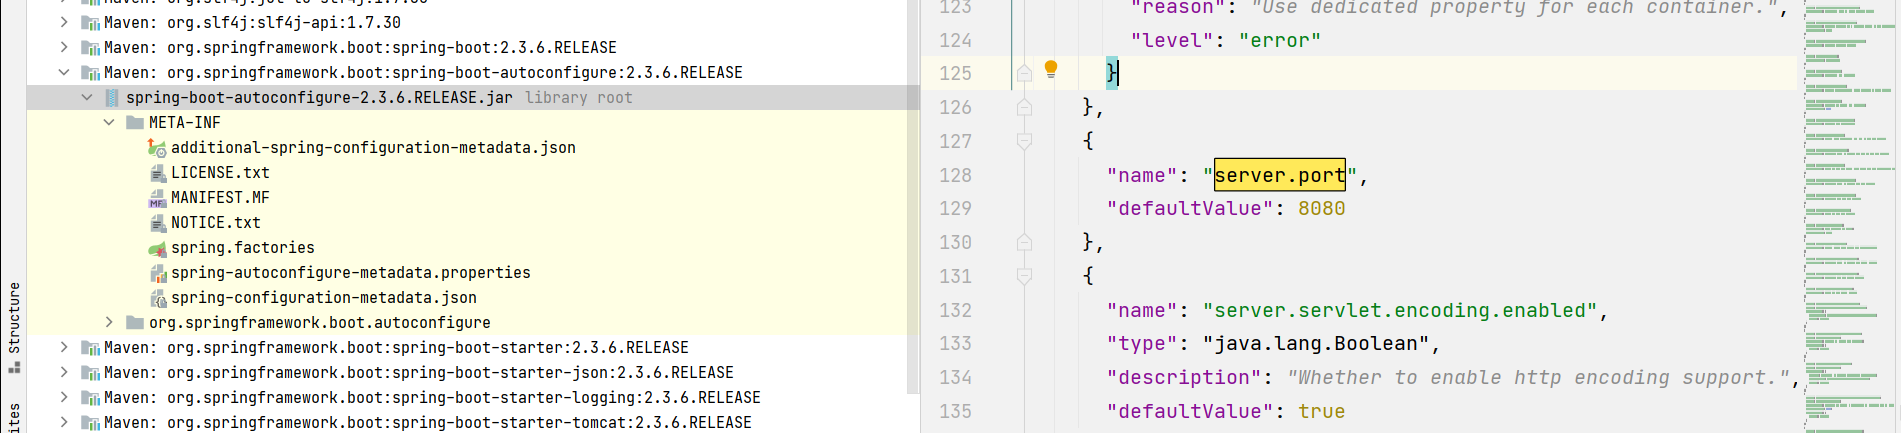 Maven: org.slf4j:jul-to-slf4j:1.7.30
Maven: org.slf4j:slf4j-api:1.7.30
Maven: org.springframework.boot:spring-boot:2.3.6.RELEASE
Maven: org.springframework.boot:spring-boot-autoconfigure:2.3.6.RELEASE
spring-boot-autoconfigure-2.3.6.RELEASE.jar library root
META-INF
additional-spring-configuration-metadata.json
LICENSE.txt
MANIFEST.MF
NOTICE.txt
spring.factories
spring-autoconfigure-metadata.properties
spring-configuration-metadata.json
org.springframework.boot.autoconfigure
Maven: org.springframework.boot:spring-boot-starter:2.3.6.RELEASE
Maven: org.springframework.boot:spring-boot-starter-json:2.3.6.RELEASE
Maven: org.springframework.boot:spring-boot-starter-logging:2.3.6.RELEASE
Maven: org.springframework.boot:spring-boot-starter-tomcat:2.3.6.RELEASE
Structure
123 "reason": "Use dedicated property for each container.",
124 "level": "error"
125 }
126 },
127 {
128 "name": "server.port",
129 "defaultValue": 8080
130 },
131 {
132 "name": "server.servlet.encoding.enabled",
133 "type": "java.lang.Boolean",
134 "description": "Whether to enable http encoding support.",
135 "defaultValue": true